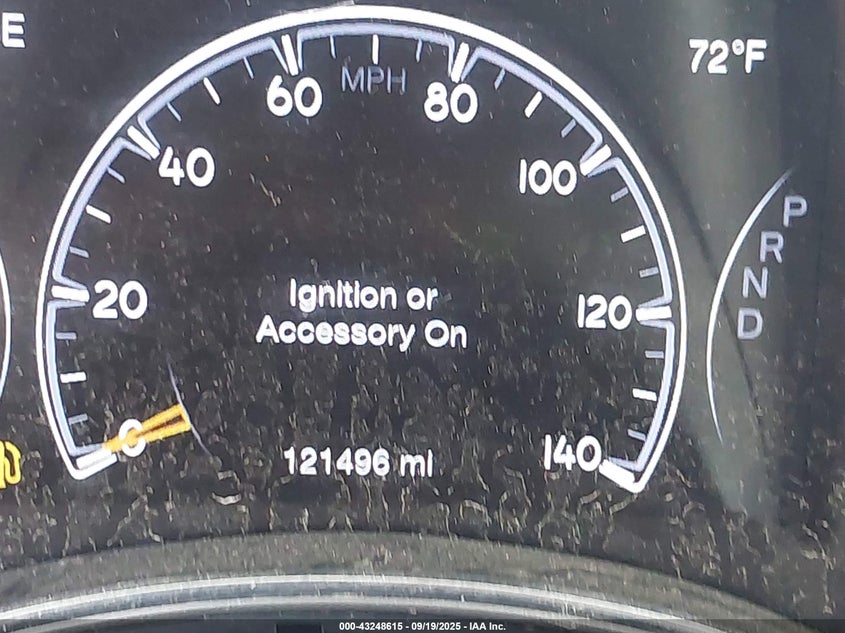 E
72°F
MPH
60
80
40
100
P
R
N
D
20
120
Ignition or
Accessory On
0
121496 mi
140
000-43248615 - 09/19/2025 - IAA Inc.